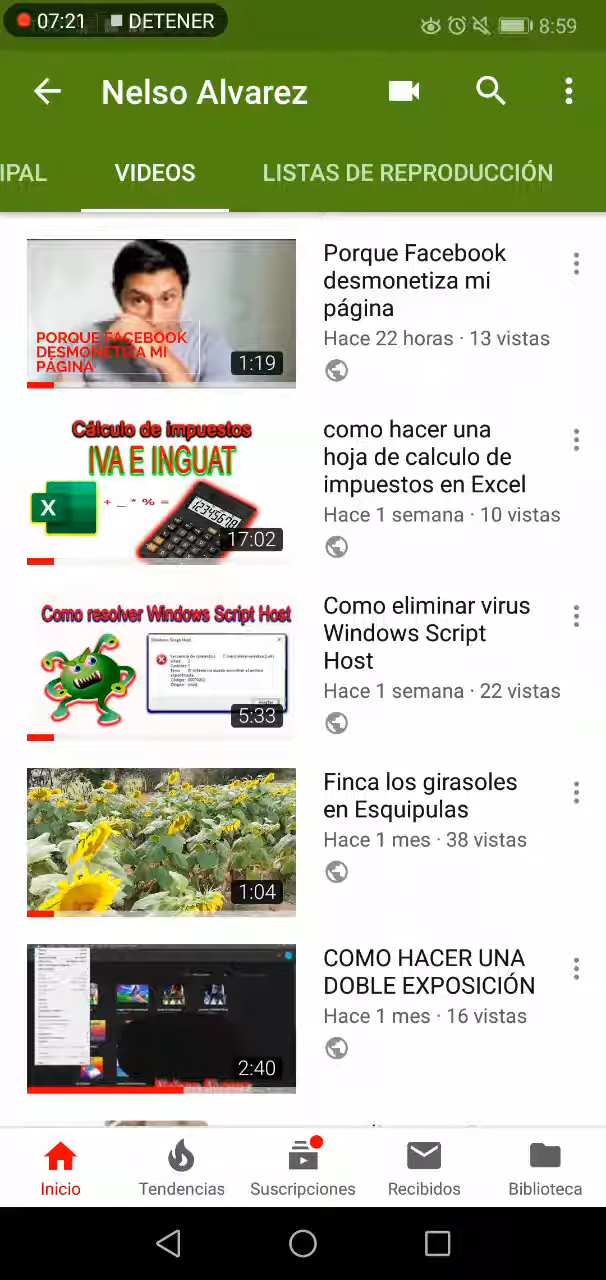 07:21 DETENER 8:59
Nelso Alvarez
IPAL VIDEOS LISTAS DE REPRODUCCIÓN
PORQUE FACEBOOK
DESMONETIZA MI
PÁGINA
1:19
Porque Facebook
desmonetiza mi
página
Hace 22 horas · 13 vistas
Cálculo de impuestos
IVA E INGUAT
X + _ * % =
12345678
17:02
como hacer una
hoja de calculo de
impuestos en Excel
Hace 1 semana · 10 vistas
Como resolver Windows Script Host
Windows Script Host
5:33
Como eliminar virus
Windows Script
Host
Hace 1 semana · 22 vistas
1:04
Finca los girasoles
en Esquipulas
Hace 1 mes · 38 vistas
2:40
COMO HACER UNA
DOBLE EXPOSICIÓN
Hace 1 mes · 16 vistas
Inicio Tendencias Suscripciones Recibidos Biblioteca